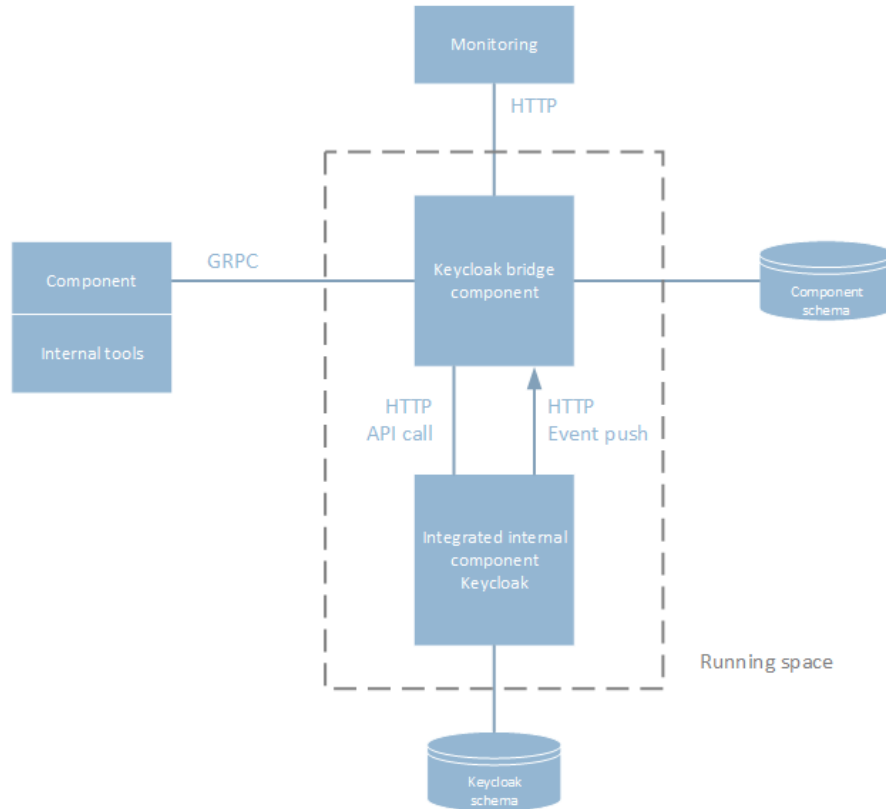 Monitoring
HTTP
GRPC
Component
Internal tools
Keycloak bridge
component
Component
schema
HTTP
API call
HTTP
Event push
Integrated internal
component
Keycloak
Running space
Keycloak
schema